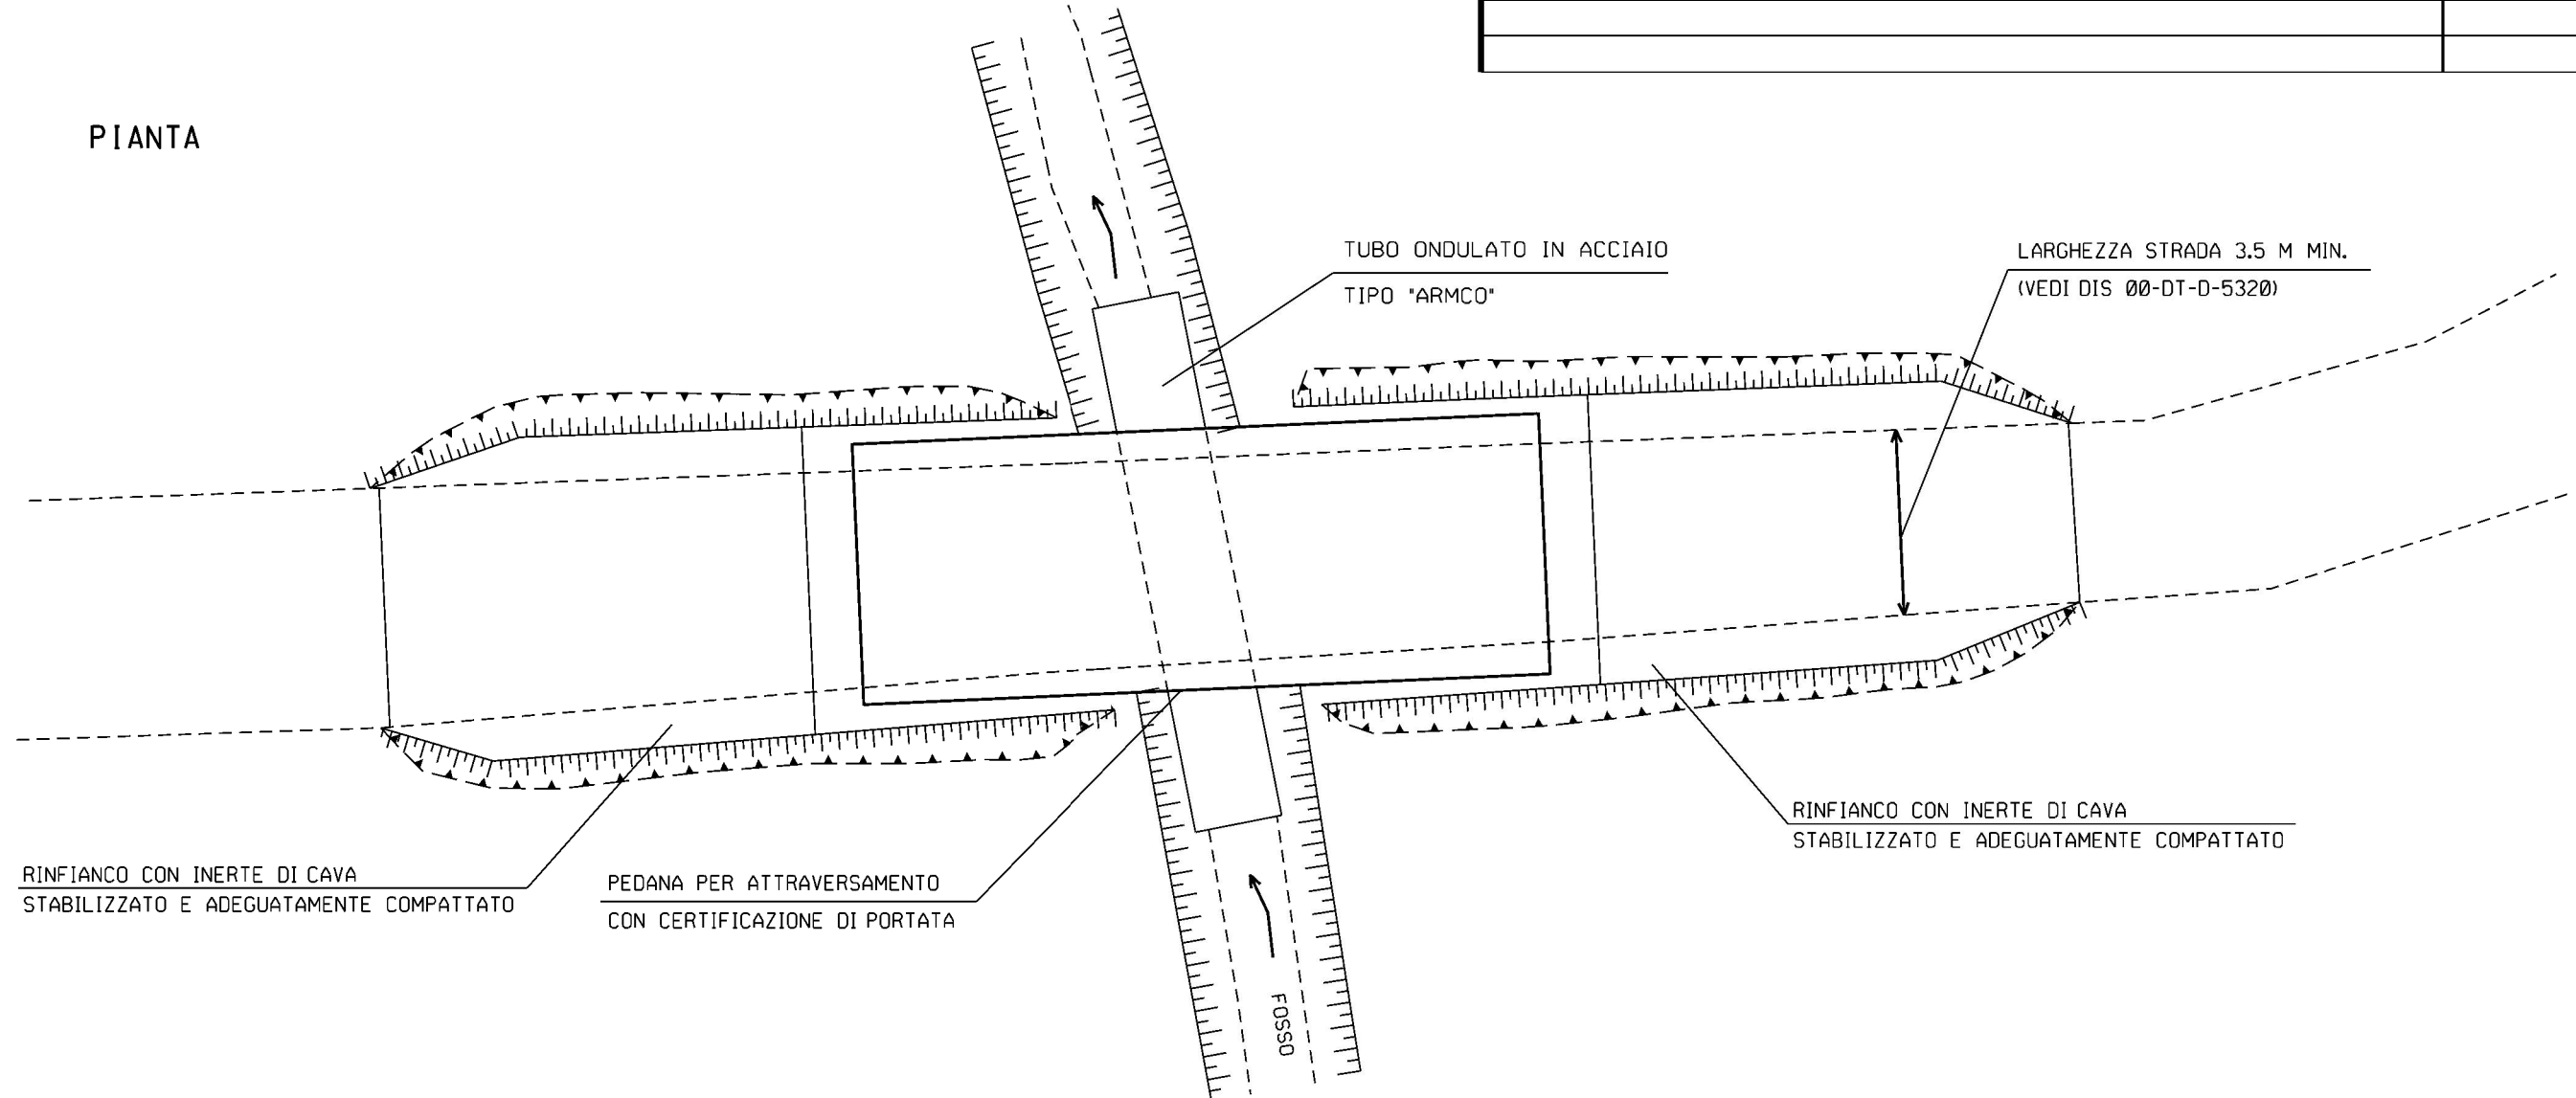 PIANTA
TUBO ONDULATO IN ACCIAIO
TIPO "ARMCO"
LARGHEZZA STRADA 3.5 M MIN.
(VEDI DIS 00-DT-D-5320)
RINFIANCO CON INERTE DI CAVA
STABILIZZATO E ADEGUATAMENTE COMPATTATO
RINFIANCO CON INERTE DI CAVA
STABILIZZATO E ADEGUATAMENTE COMPATTATO
PEDANA PER ATTRAVERSAMENTO
CON CERTIFICAZIONE DI PORTATA
FOSSO